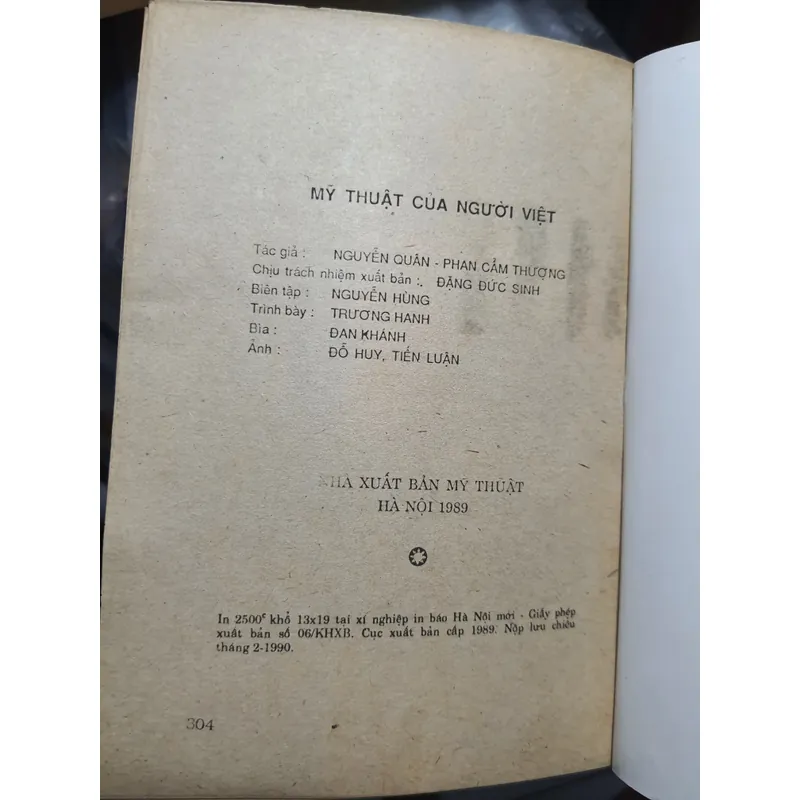 MỸ THUẬT CỦA NGƯỜI VIỆT
Tác giả : NGUYỄN QUÂN - PHAN CẨM THƯỢNG
Chịu trách nhiệm xuất bản : ĐẶNG ĐỨC SINH
Biên tập : NGUYỄN HÙNG
Trình bày : TRƯƠNG HẠNH
Bìa : ĐAN KHÁNH
Ảnh : ĐỖ HUY, TIẾN LUẬN
NHÀ XUẤT BẢN MỸ THUẬT
HÀ NỘI 1989
In 2500ᶜ khổ 13x19 tại xí nghiệp in báo Hà Nội mới - Giấy phép
xuất bản số 06/KHXB. Cục xuất bản cấp 1989. Nộp lưu chiểu
tháng 2-1990.
304